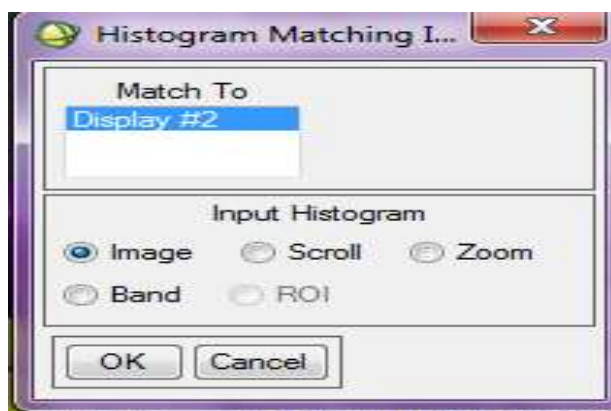 Histogram Matching I...
Match To
Display #2
Input Histogram
Image Scroll Zoom
Band ROI
OK Cancel